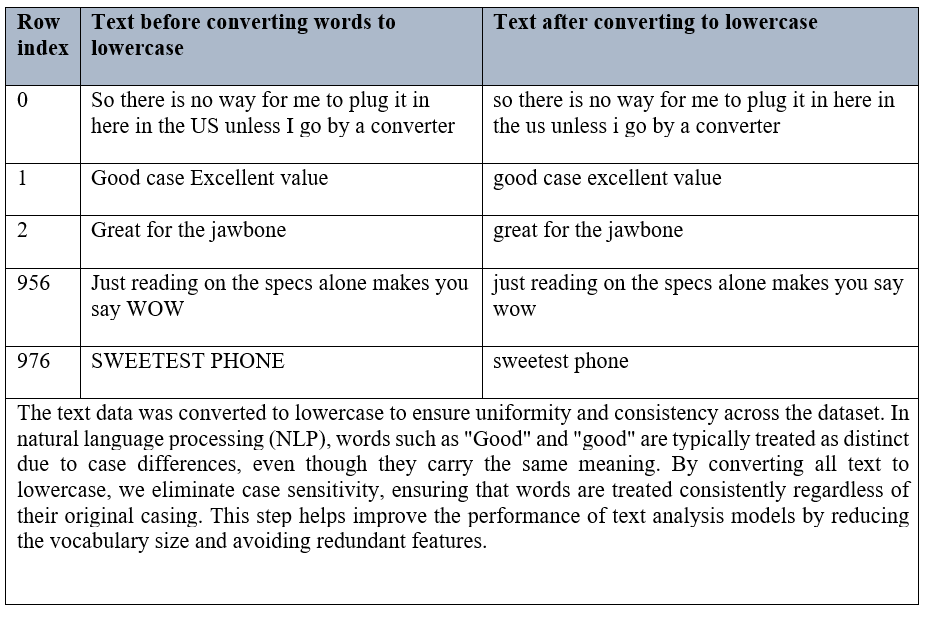 Row index
Text before converting words to lowercase
Text after converting to lowercase
0
So there is no way for me to plug it in
here in the US unless I go by a converter
so there is no way for me to plug it in here in
the us unless i go by a converter
1
Good case Excellent value
good case excellent value
2
Great for the jawbone
great for the jawbone
956
Just reading on the specs alone makes you
say WOW
just reading on the specs alone makes you say
wow
976
SWEETEST PHONE
sweetest phone
The text data was converted to lowercase to ensure uniformity and consistency across the dataset. In
natural language processing (NLP), words such as "Good" and "good" are typically treated as distinct
due to case differences, even though they carry the same meaning. By converting all text to
lowercase, we eliminate case sensitivity, ensuring that words are treated consistently regardless of
their original casing. This step helps improve the performance of text analysis models by reducing
the vocabulary size and avoiding redundant features.